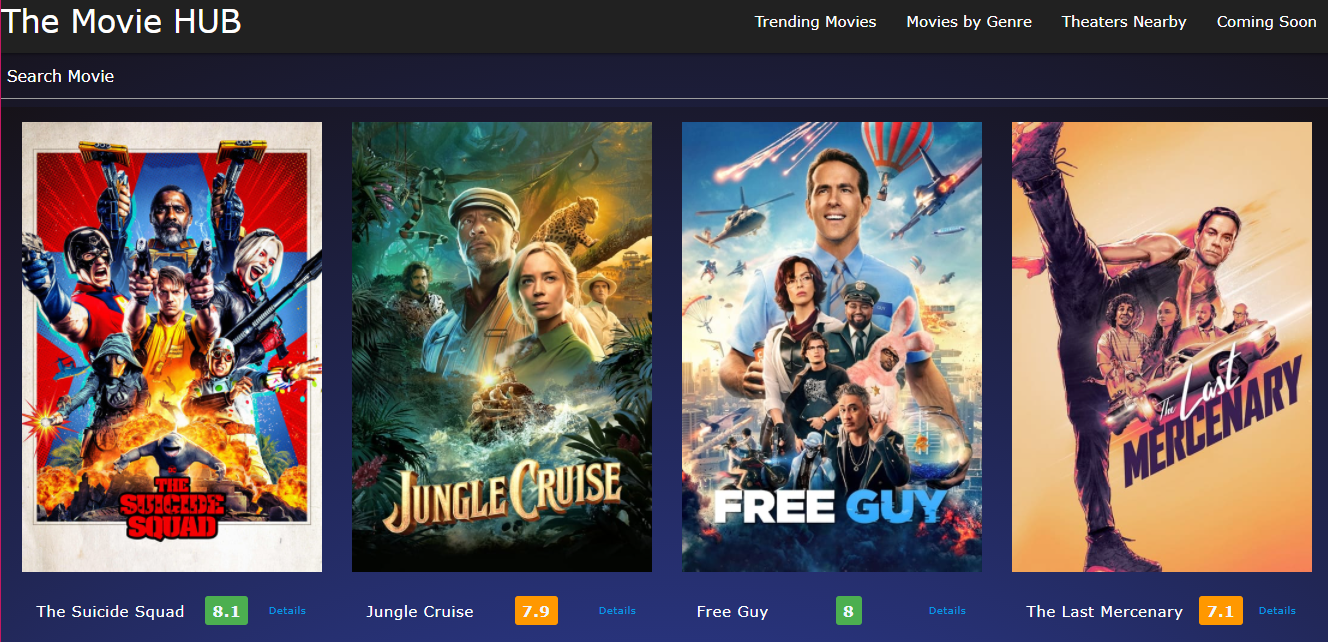 The Movie HUB
Trending Movies Movies by Genre Theaters Nearby Coming Soon
Search Movie
THE
SUICIDE
SQUAD
JUNGLE CRUISE
FREE GUY
The Last
MERCENARY
The Suicide Squad 8.1 Details
Jungle Cruise 7.9 Details
Free Guy 8 Details
The Last Mercenary 7.1 Details